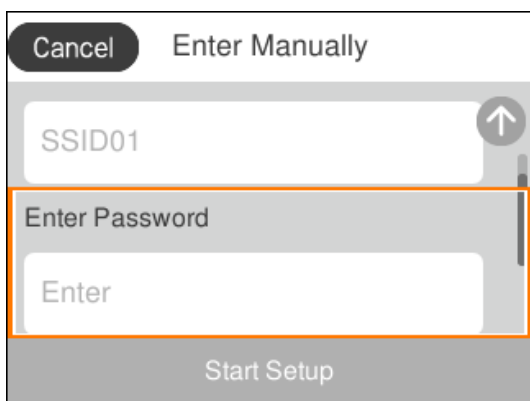 Cancel Enter Manually
SSID01
Enter Password
Enter
Start Setup